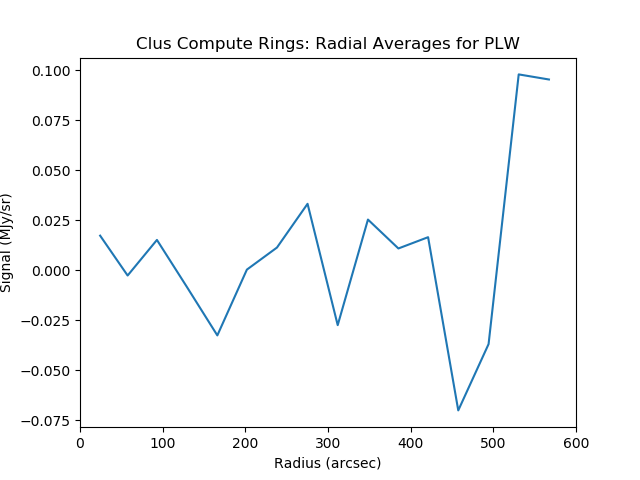 Clus Compute Rings: Radial Averages for PLW
0.100
0.075
0.050
0.025
0.000
−0.025
−0.050
−0.075
Signal (MJy/sr)
0 100 200 300 400 500 600
Radius (arcsec)